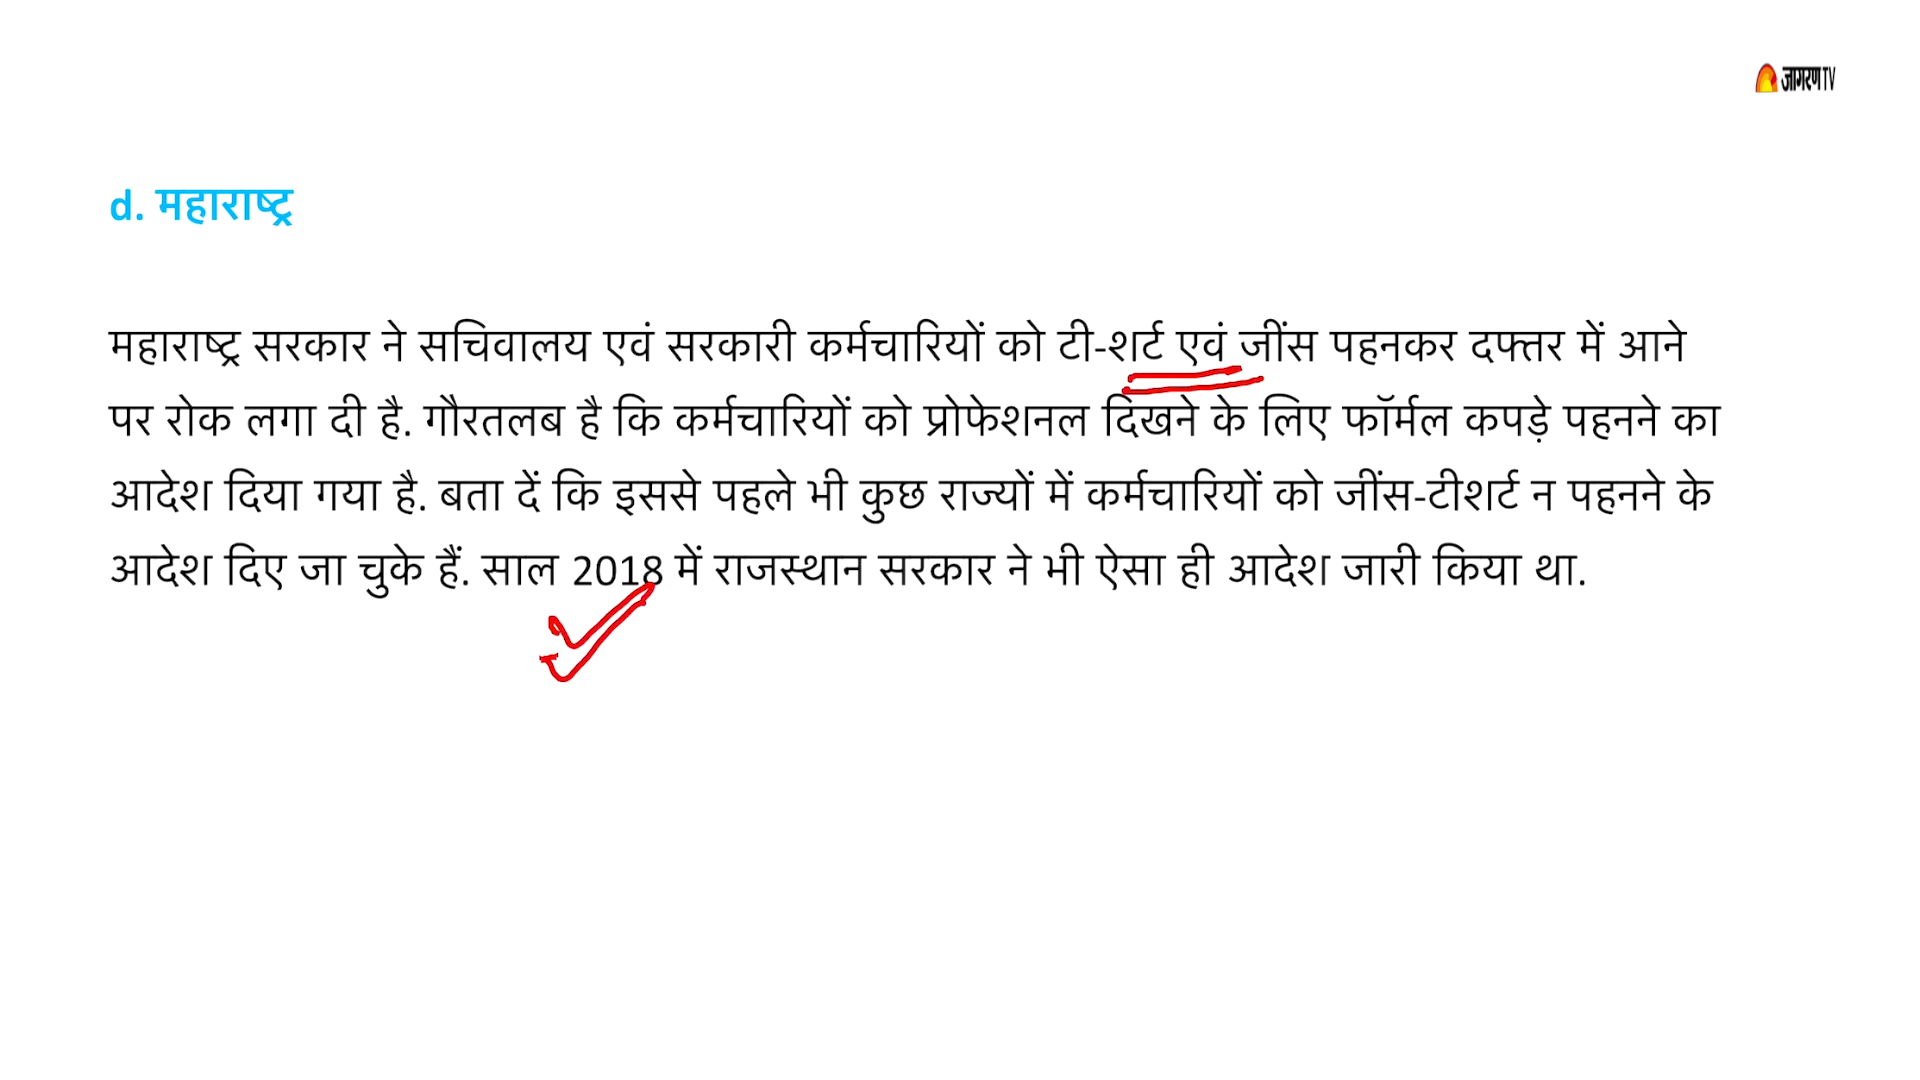 जागरण TV
d. महाराष्ट्र
महाराष्ट्र सरकार ने सचिवालय एवं सरकारी कर्मचारियों को टी-शर्ट एवं जींस पहनकर दफ्तर में आने
पर रोक लगा दी है. गौरतलब है कि कर्मचारियों को प्रोफेशनल दिखने के लिए फॉर्मल कपड़े पहनने का
आदेश दिया गया है. बता दें कि इससे पहले भी कुछ राज्यों में कर्मचारियों को जींस-टीशर्ट न पहनने के
आदेश दिए जा चुके हैं. साल 2018 में राजस्थान सरकार ने भी ऐसा ही आदेश जारी किया था.